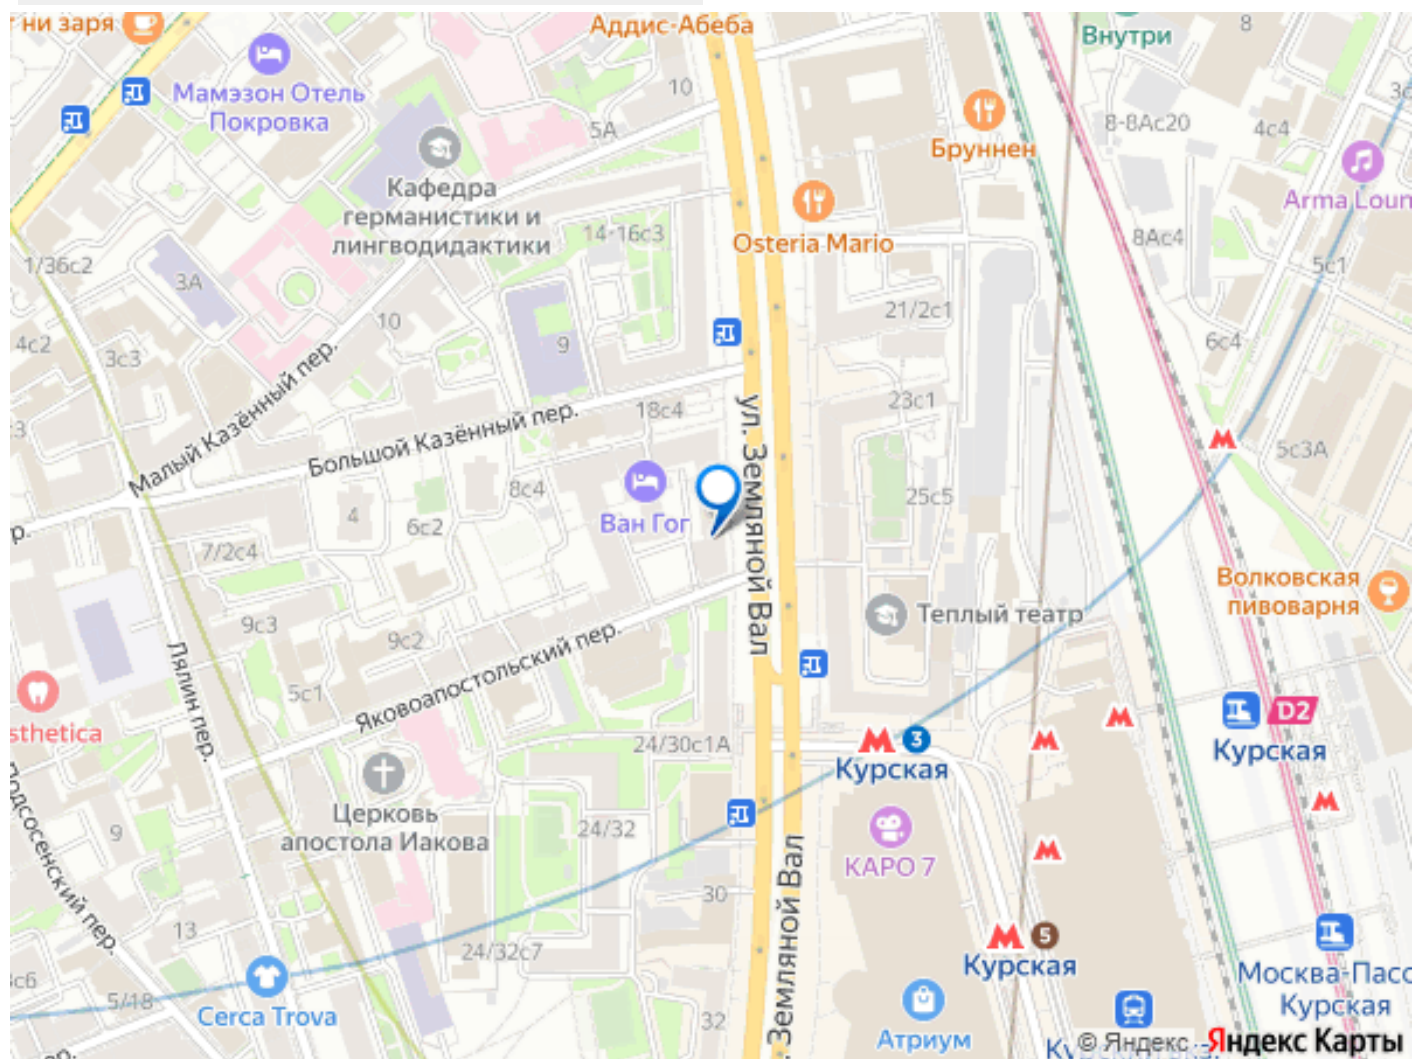 ни заря
Аддис-Абеба
Внутри
8
Мамэзон Отель
Покровка
10
5А
Бруннен
8-8Ас20
4с4
Arma Loun
Кафедра
германистики и
лингводидактики
14-16с3
Osteria Mario
8Ас4
5с1
1/36с2
3А
21/2с1
10
9
6с4
4с2
3с3
Малый Казённый пер.
Большой Казённый пер.
18с4
ул. Земляной Вал
23с1
5с3А
8с4
25с5
4
6с2
Ван Гог
р.
7/2с4
Волковская
пивоварня
Теплый театр
9с3
9с2
Яковоапостольский пер.
Лялин пер.
5с1
sthetica
D2
Курская
24/30с1А
3
Курская
Церковь
апостола Иакова
Подсосенский пер.
9
24/32
КАРО 7
Земляной Вал
30
13
24/32с7
5
Курская
Москва-Пасс
Курская
5/18
Cerca Trova
32
Атриум
© Яндекс Яндекс Карты